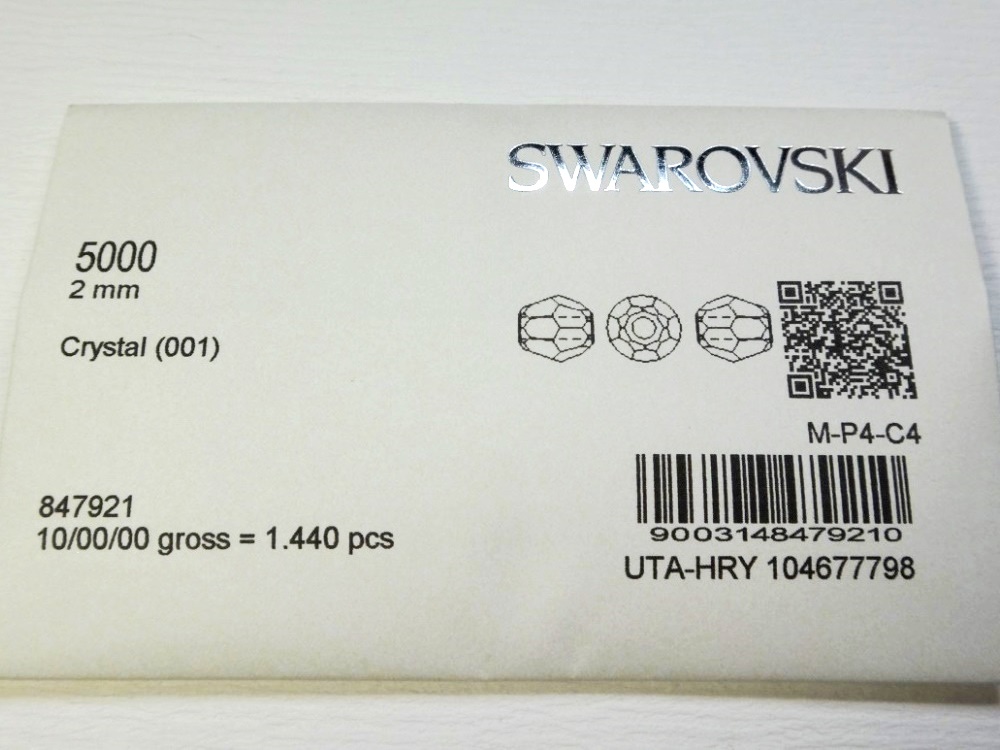 SWAROVSKI
5000
2 mm
Crystal (001)
M-P4-C4
847921
10/00/00 gross = 1.440 pcs
9003148479210
UTA-HRY 104677798